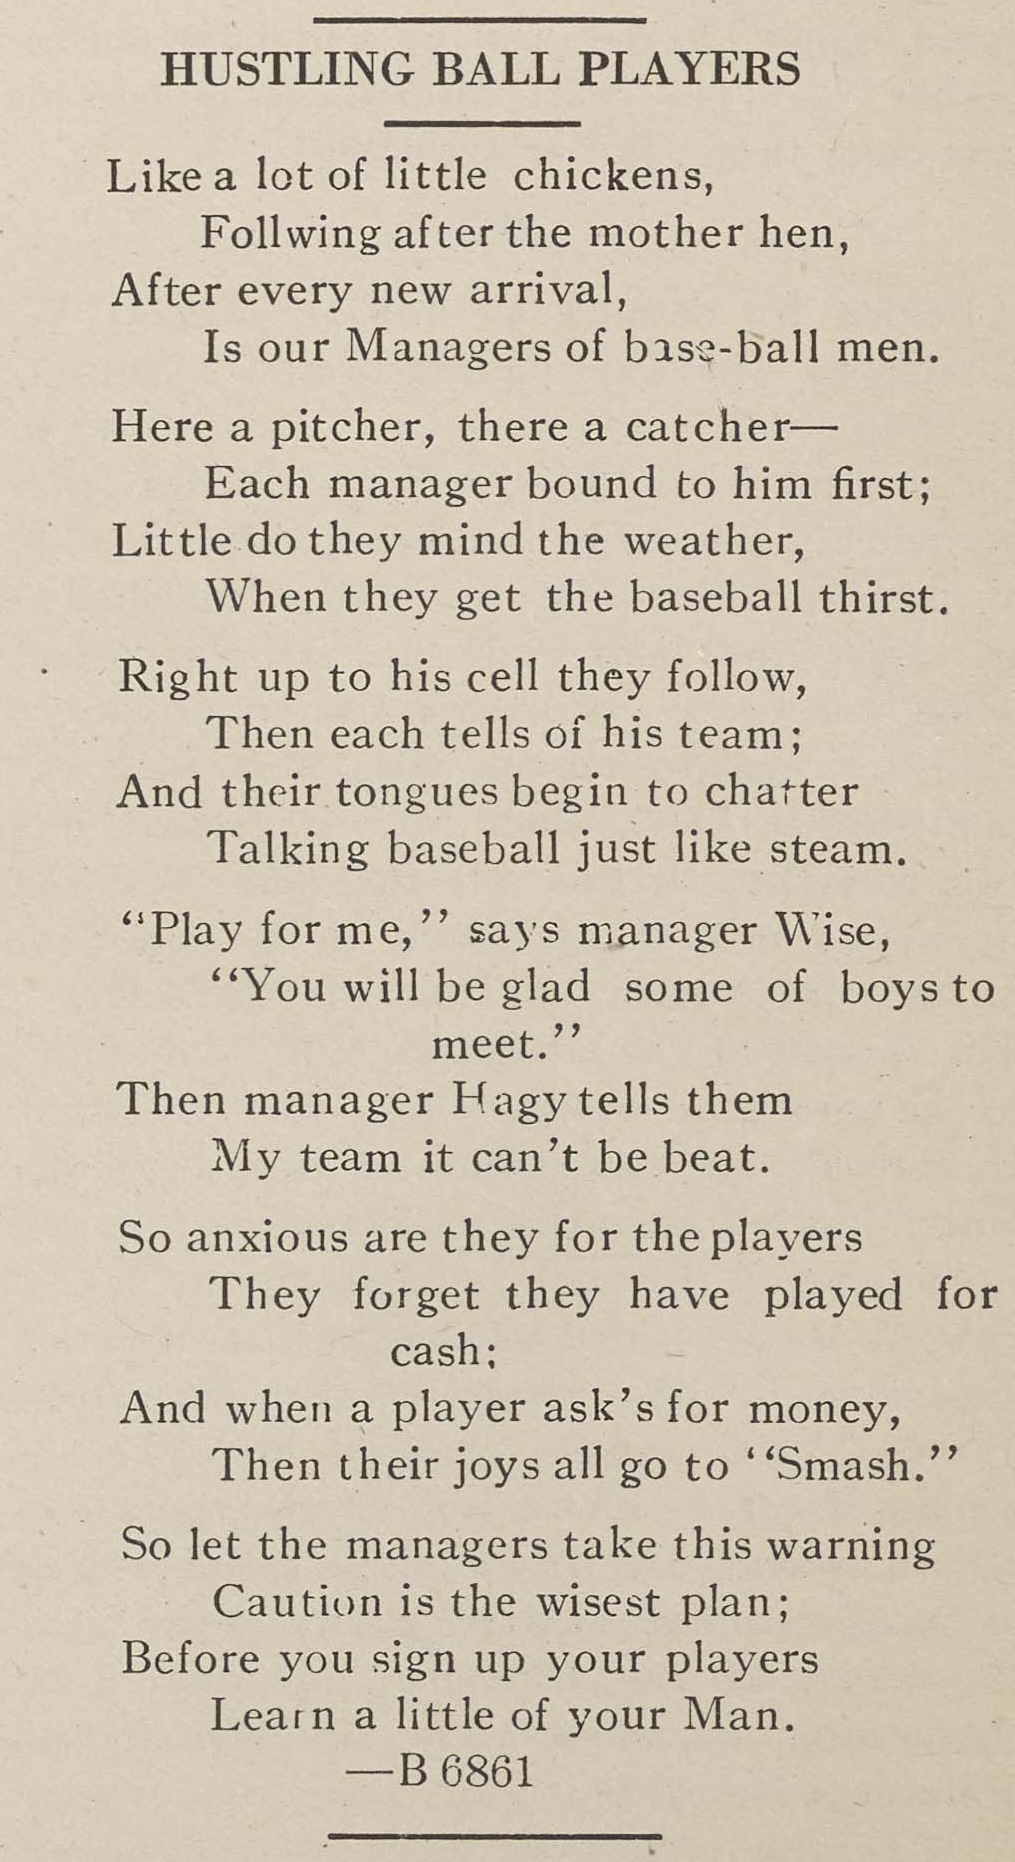 HUSTLING BALL PLAYERS
Like a lot of little chickens,
Follwing after the mother hen,
After every new arrival,
Is our Managers of base-ball men.
Here a pitcher, there a catcher—
Each manager bound to him first;
Little do they mind the weather,
When they get the baseball thirst.
Right up to his cell they follow,
Then each tells of his team;
And their tongues begin to chatter
Talking baseball just like steam.
“Play for me,” says manager Wise,
“You will be glad some of boys to
meet.”
Then manager Hagy tells them
My team it can’t be beat.
So anxious are they for the players
They forget they have played for
cash;
And when a player ask’s for money,
Then their joys all go to “Smash.”
So let the managers take this warning
Caution is the wisest plan;
Before you sign up your players
Learn a little of your Man.
—B 6861